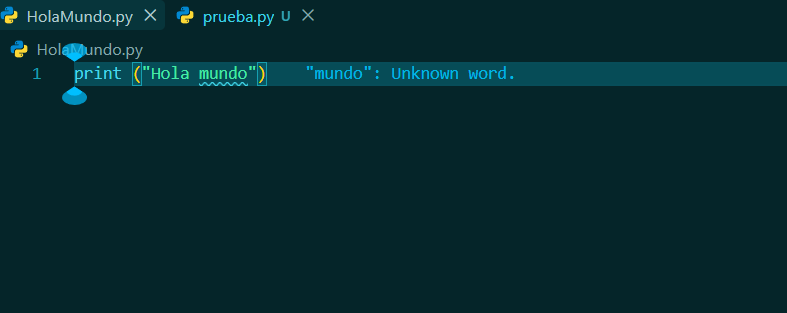 HolaMundo.py prueba.py U
HolaMundo.py
1 print ("Hola mundo") "mundo": Unknown word.